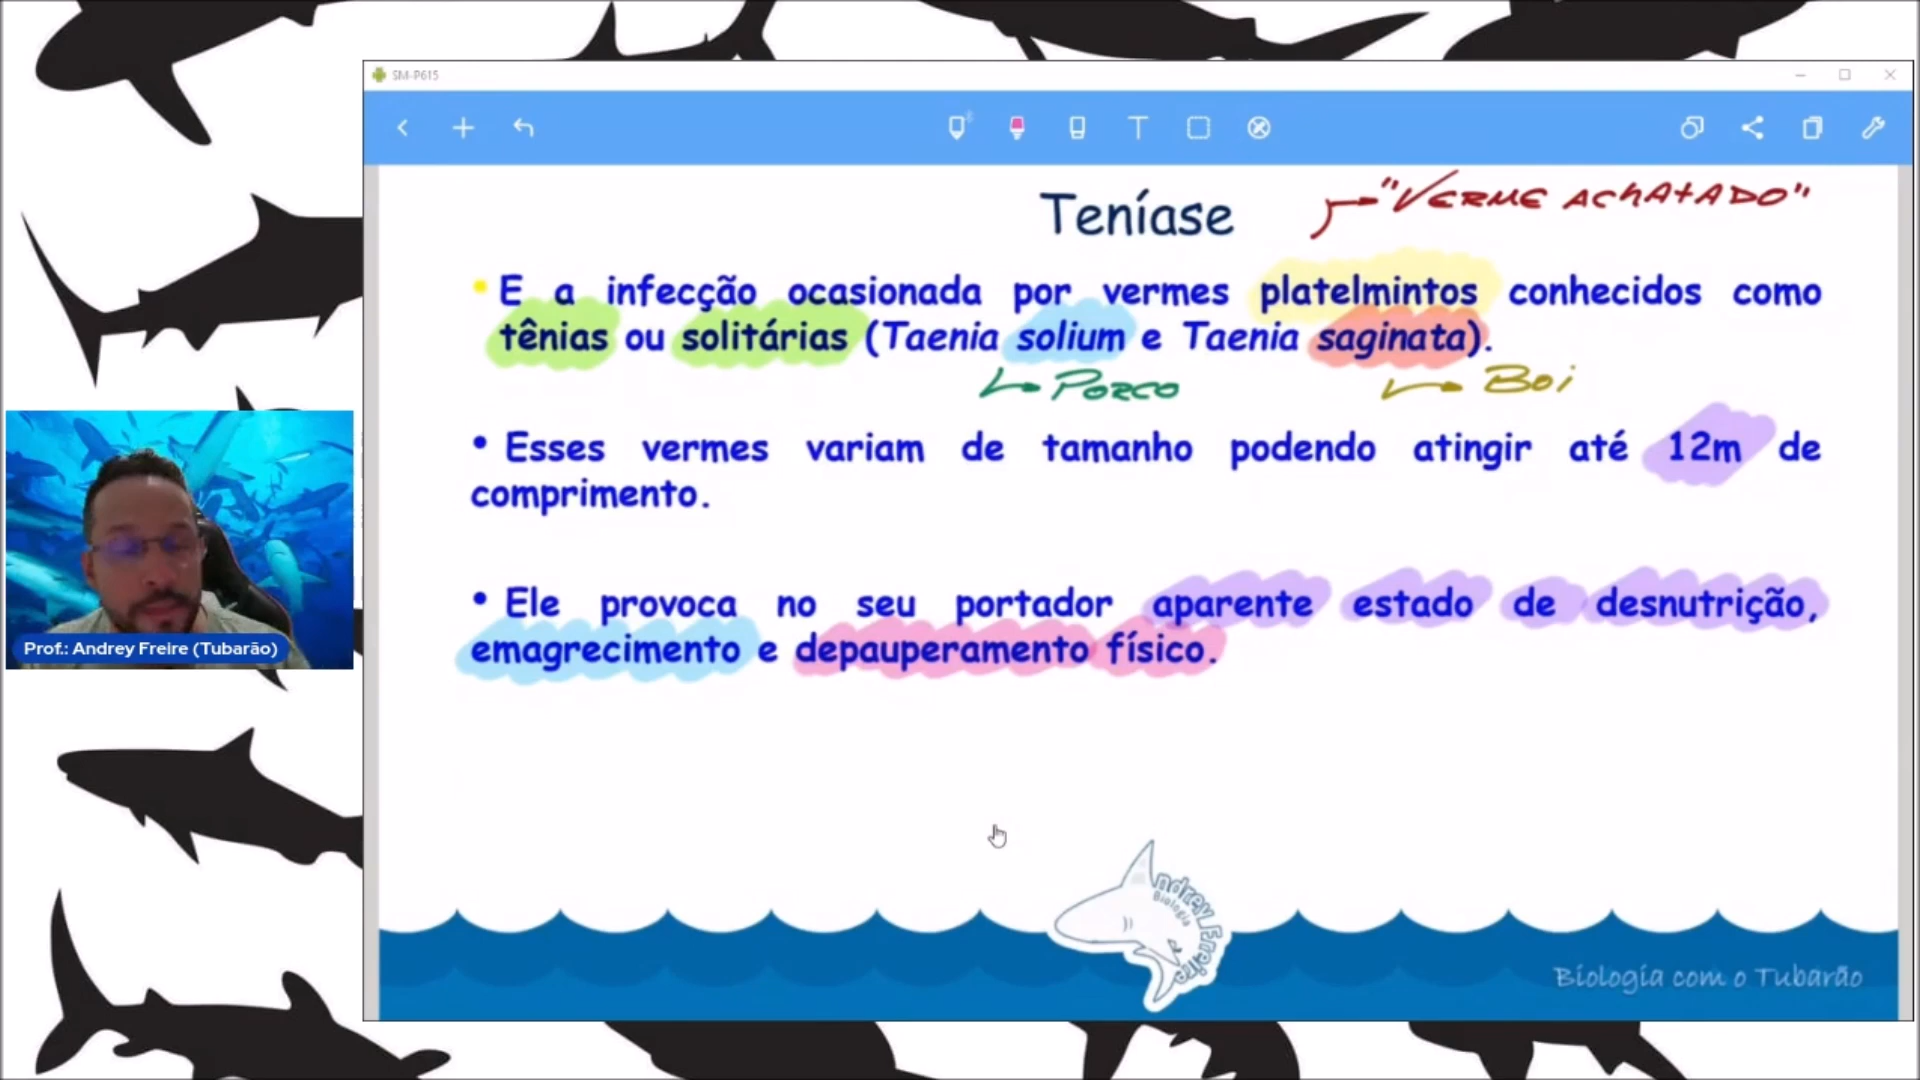 SM-P615
Teníase
"VERME ACHATADO"
• E a infecção ocasionada por vermes platelmintos conhecidos como
tênias ou solitárias (Taenia solium e Taenia saginata).
PORCO
BOI
• Esses vermes variam de tamanho podendo atingir até 12m de
comprimento.
• Ele provoca no seu portador aparente estado de desnutrição,
emagrecimento e depauperamento físico.
Prof.: Andrey Freire (Tubarão)
Andrey Freire
Biologia
Biologia com o Tubarão